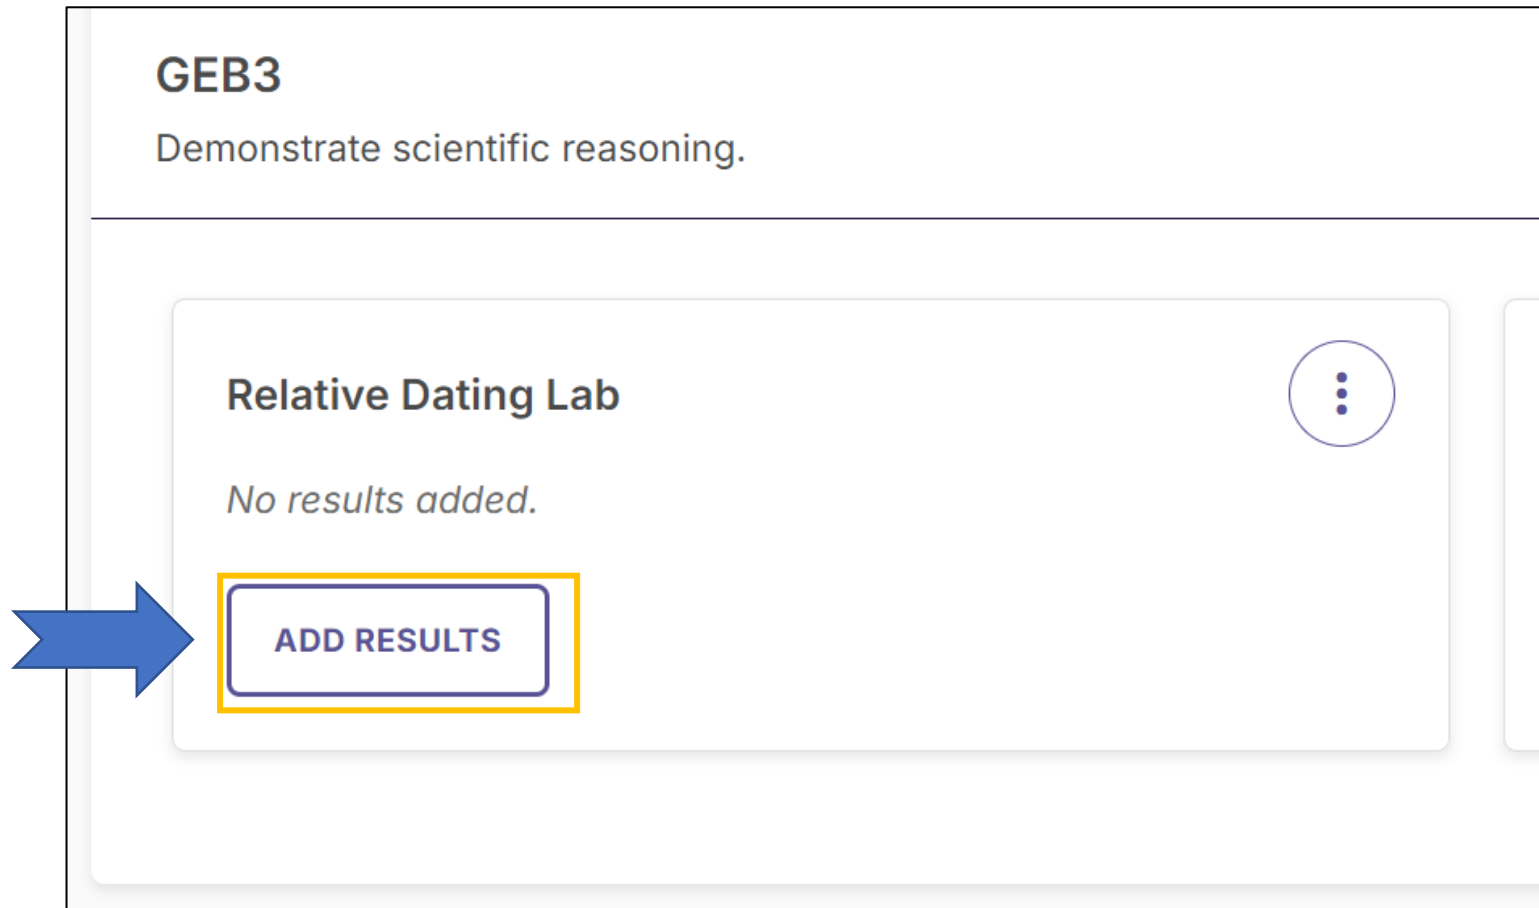 GEB3
Demonstrate scientific reasoning.
Relative Dating Lab
No results added.
ADD RESULTS